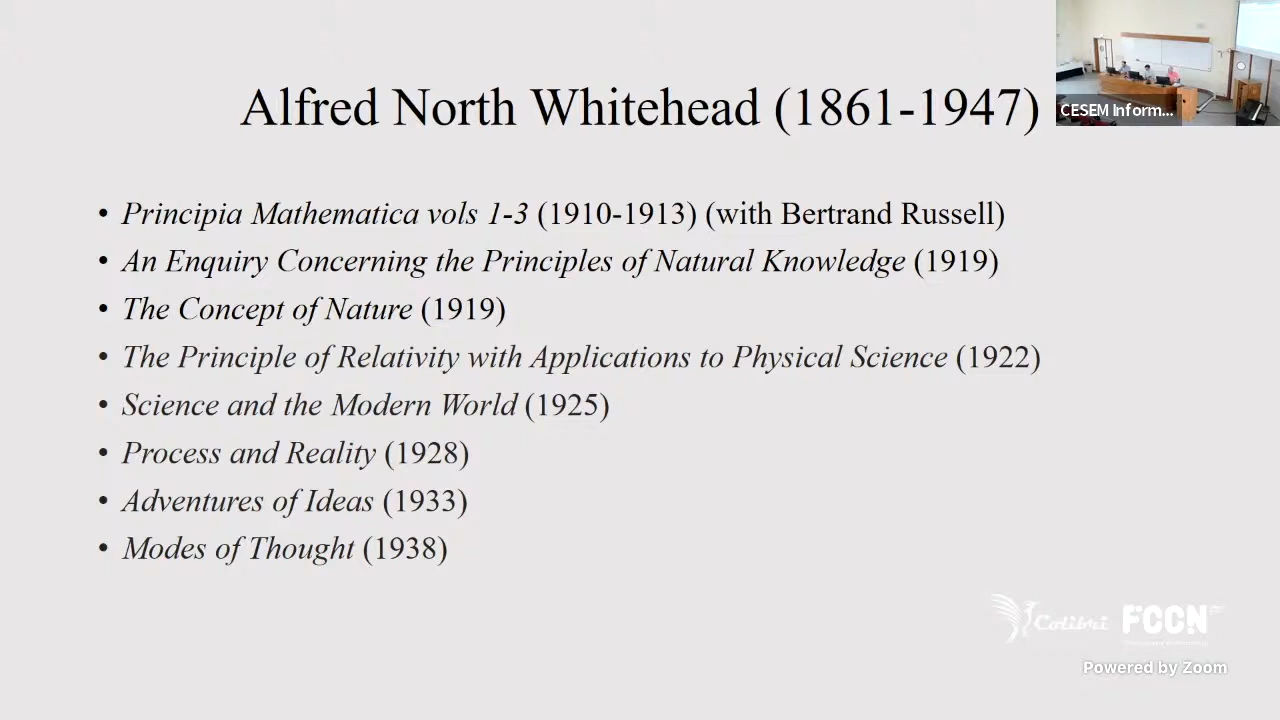 Alfred North Whitehead (1861-1947)
CESEM Inform...
• Principia Mathematica vols 1-3 (1910-1913) (with Bertrand Russell)
• An Enquiry Concerning the Principles of Natural Knowledge (1919)
• The Concept of Nature (1919)
• The Principle of Relativity with Applications to Physical Science (1922)
• Science and the Modern World (1925)
• Process and Reality (1928)
• Adventures of Ideas (1933)
• Modes of Thought (1938)
Colibri FCCN
Powered by Zoom